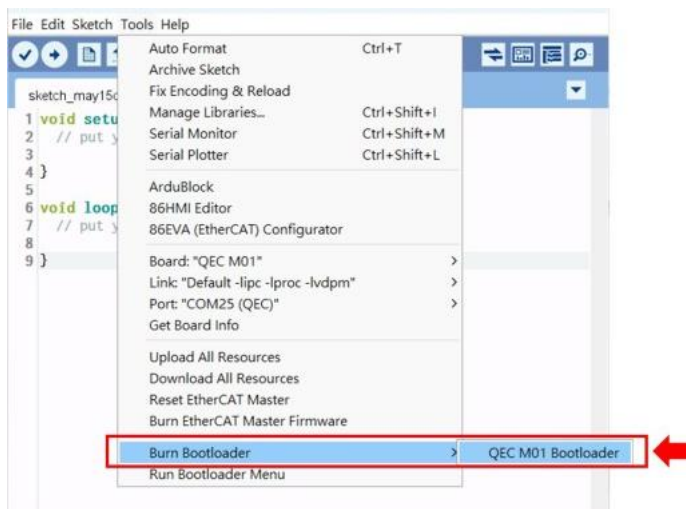 File Edit Sketch Tools Help
sketch_may15
1 void setu
2 // put y
3
4 }
5
6 void loop
7 // put y
8
9 }
Auto Format Ctrl+T
Archive Sketch
Fix Encoding & Reload
Manage Libraries... Ctrl+Shift+I
Serial Monitor Ctrl+Shift+M
Serial Plotter Ctrl+Shift+L
ArduBlock
86HMI Editor
86EVA (EtherCAT) Configurator
Board: "QEC M01" >
Link: "Default -lipc -lproc -lvdpm" >
Port: "COM25 (QEC)" >
Get Board Info
Upload All Resources
Download All Resources
Reset EtherCAT Master
Burn EtherCAT Master Firmware
Burn Bootloader > QEC M01 Bootloader
Run Bootloader Menu